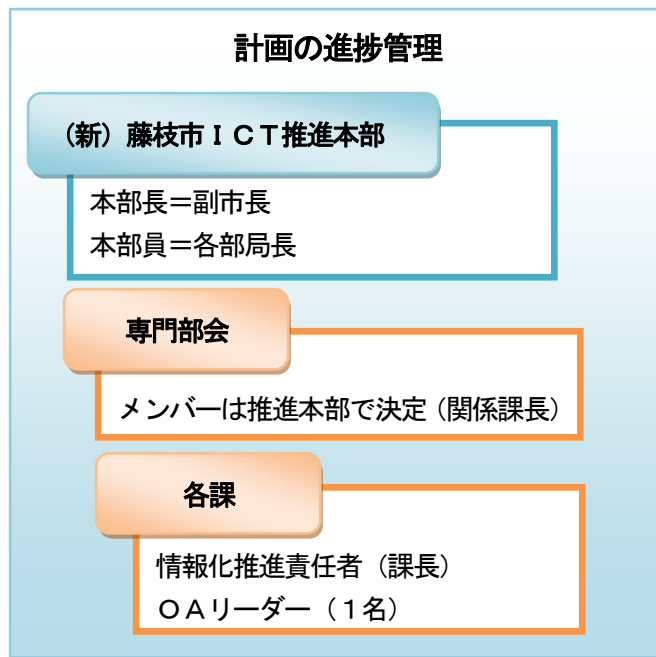 計画の進捗管理
（新）藤枝市ＩＣＴ推進本部
本部長＝副市長
本部員＝各部局長
専門部会
メンバーは推進本部で決定（関係課長）
各課
情報化推進責任者（課長）
ＯＡリーダー（１名）